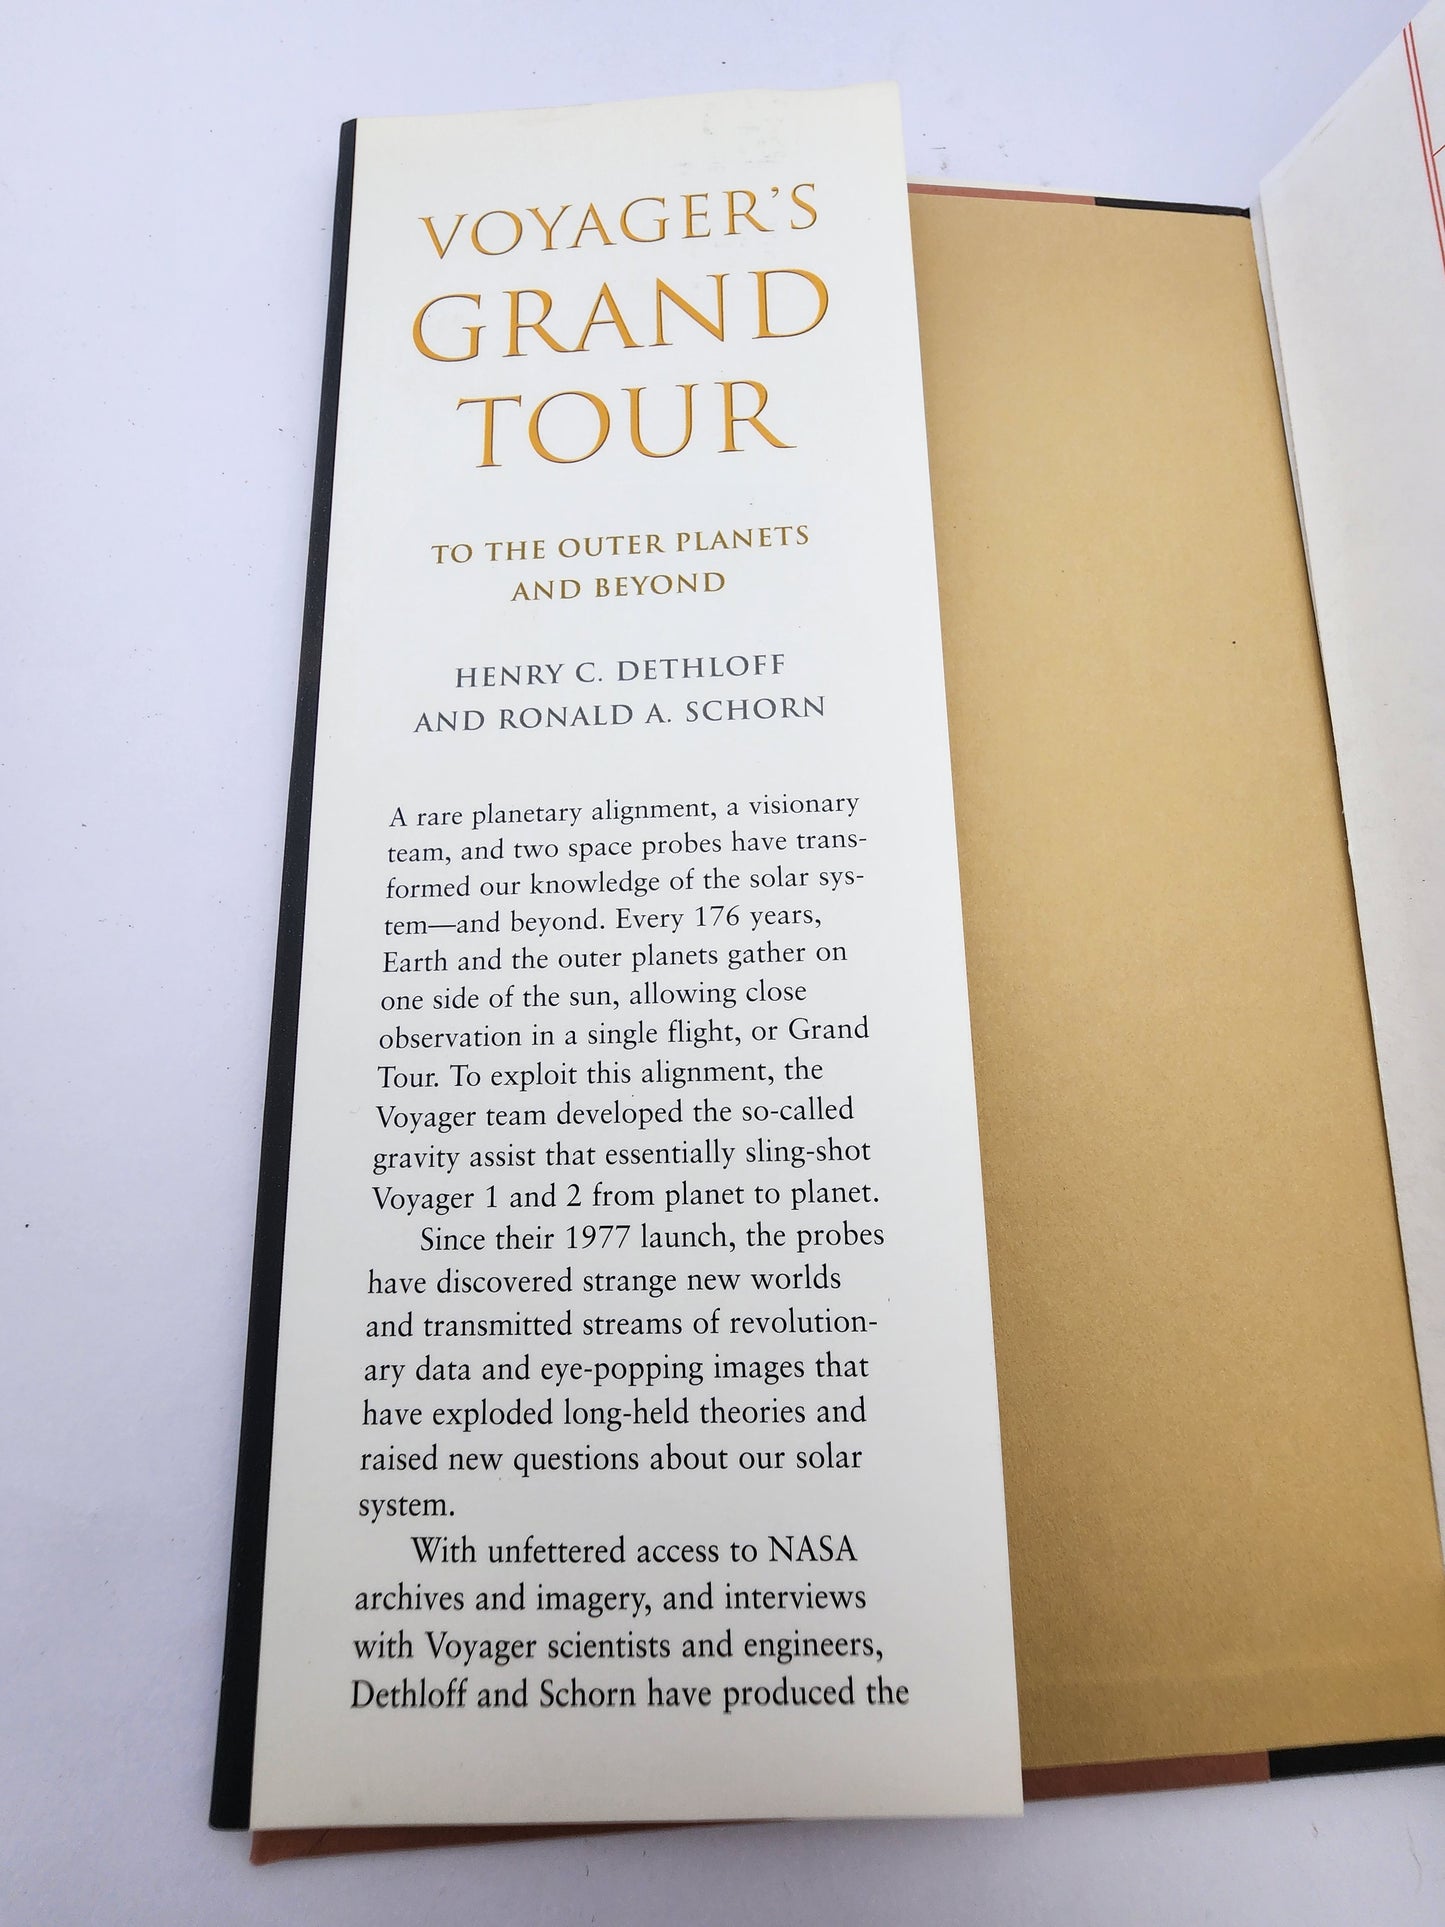 VOYAGER'S
GRAND
TOUR
TO THE OUTER PLANETS
AND BEYOND
HENRY C. DETHLOFF
AND RONALD A. SCHORN
A rare planetary alignment, a visionary
team, and two space probes have trans-
formed our knowledge of the solar sys-
tem—and beyond. Every 176 years,
Earth and the outer planets gather on
one side of the sun, allowing close
observation in a single flight, or Grand
Tour. To exploit this alignment, the
Voyager team developed the so-called
gravity assist that essentially sling-shot
Voyager 1 and 2 from planet to planet.
Since their 1977 launch, the probes
have discovered strange new worlds
and transmitted streams of revolution-
ary data and eye-popping images that
have exploded long-held theories and
raised new questions about our solar
system.
With unfettered access to NASA
archives and imagery, and interviews
with Voyager scientists and engineers,
Dethloff and Schorn have produced the